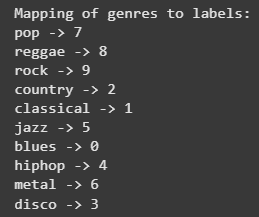 Mapping of genres to labels:
pop -> 7
reggae -> 8
rock -> 9
country -> 2
classical -> 1
jazz -> 5
blues -> 0
hiphop -> 4
metal -> 6
disco -> 3